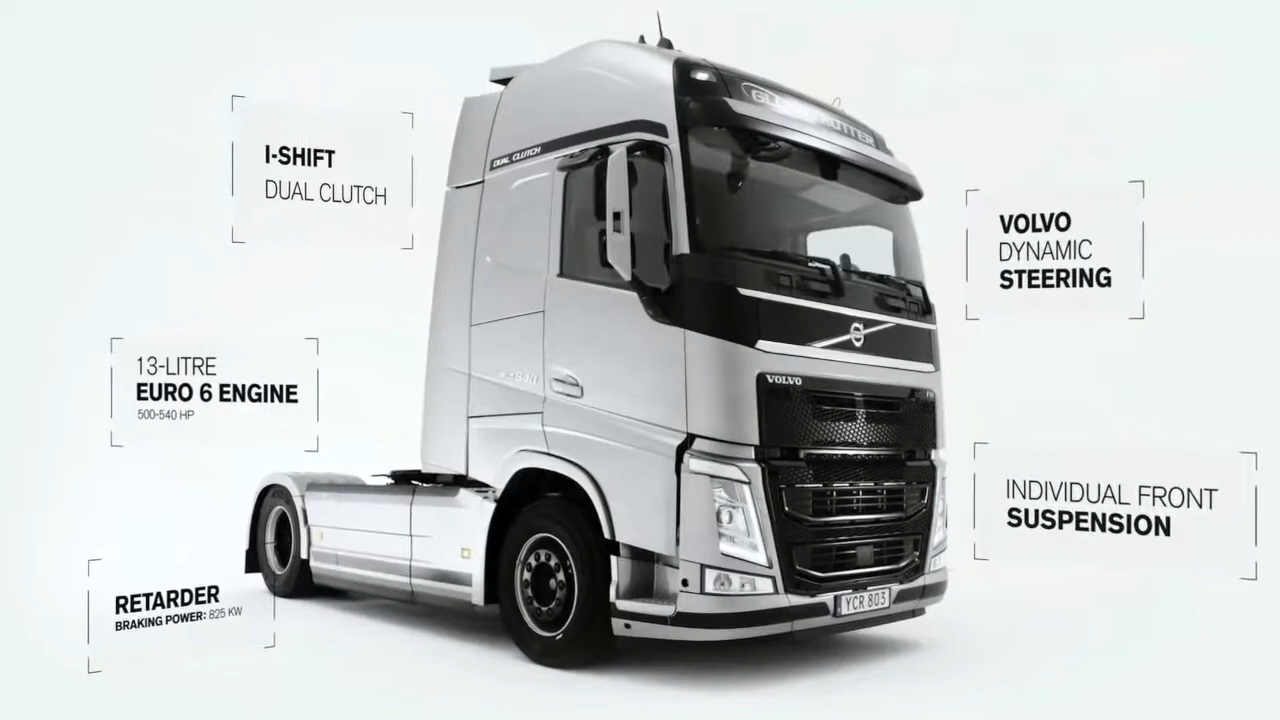 I-SHIFT
DUAL CLUTCH
13-LITRE
EURO 6 ENGINE
500-540 HP
RETARDER
BRAKING POWER: 825 KW
DUAL CLUTCH
VOLVO
YCR 803
VOLVO
DYNAMIC
STEERING
INDIVIDUAL FRONT
SUSPENSION